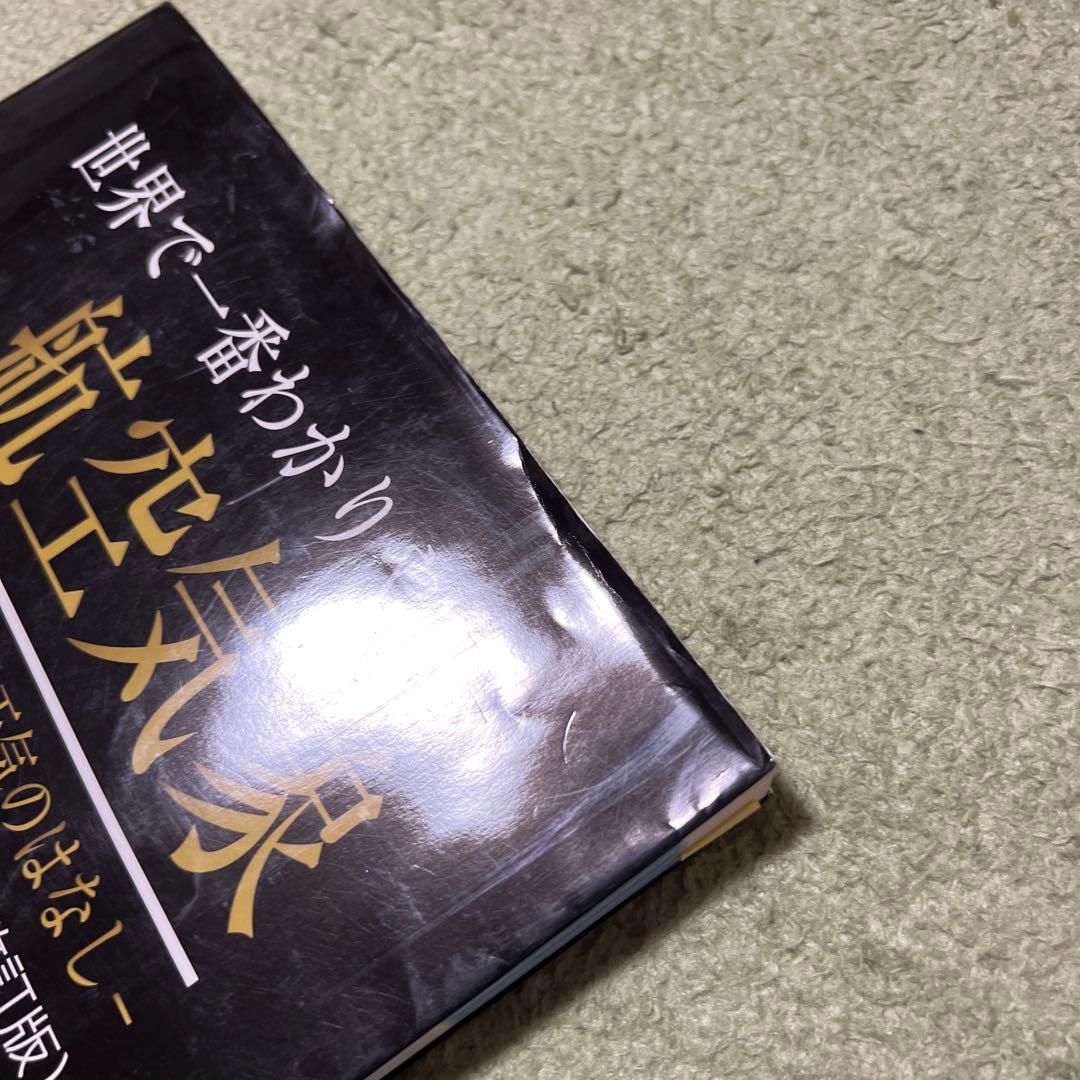 世界で一番わかり
航空気象
天気のはなし-
訂版)